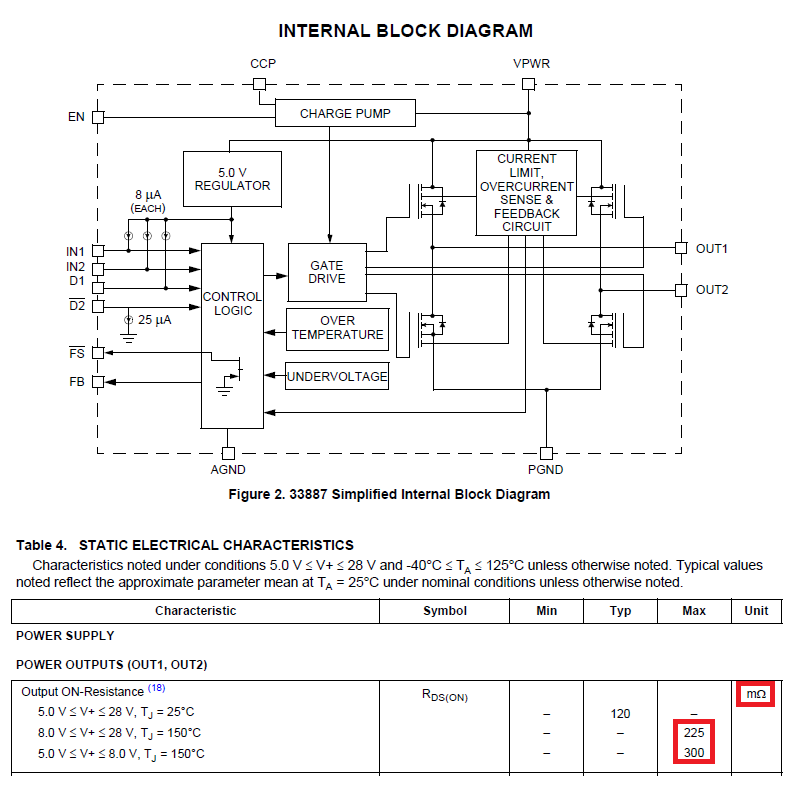 INTERNAL BLOCK DIAGRAM
CCP
VPWR
EN
CHARGE PUMP
5.0 V
REGULATOR
CURRENT
LIMIT,
OVERCURRENT
SENSE &
FEEDBACK
CIRCUIT
8 µA
(EACH)
IN1
IN2
D1
D2
25 µA
FS
FB
CONTROL
LOGIC
GATE
DRIVE
OVER
TEMPERATURE
UNDERVOLTAGE
OUT1
OUT2
AGND
PGND
Figure 2. 33887 Simplified Internal Block Diagram
Table 4. STATIC ELECTRICAL CHARACTERISTICS
Characteristics noted under conditions 5.0 V ≤ V+ ≤ 28 V and -40°C ≤ TA ≤ 125°C unless otherwise noted. Typical values
noted reflect the approximate parameter mean at TA = 25°C under nominal conditions unless otherwise noted.
Characteristic Symbol Min Typ Max Unit
POWER SUPPLY
POWER OUTPUTS (OUT1, OUT2)
Output ON-Resistance (18) RDS(ON) mΩ
5.0 V ≤ V+ ≤ 28 V, TJ = 25°C – 120 –
8.0 V ≤ V+ ≤ 28 V, TJ = 150°C – – 225
5.0 V ≤ V+ ≤ 8.0 V, TJ = 150°C – – 300